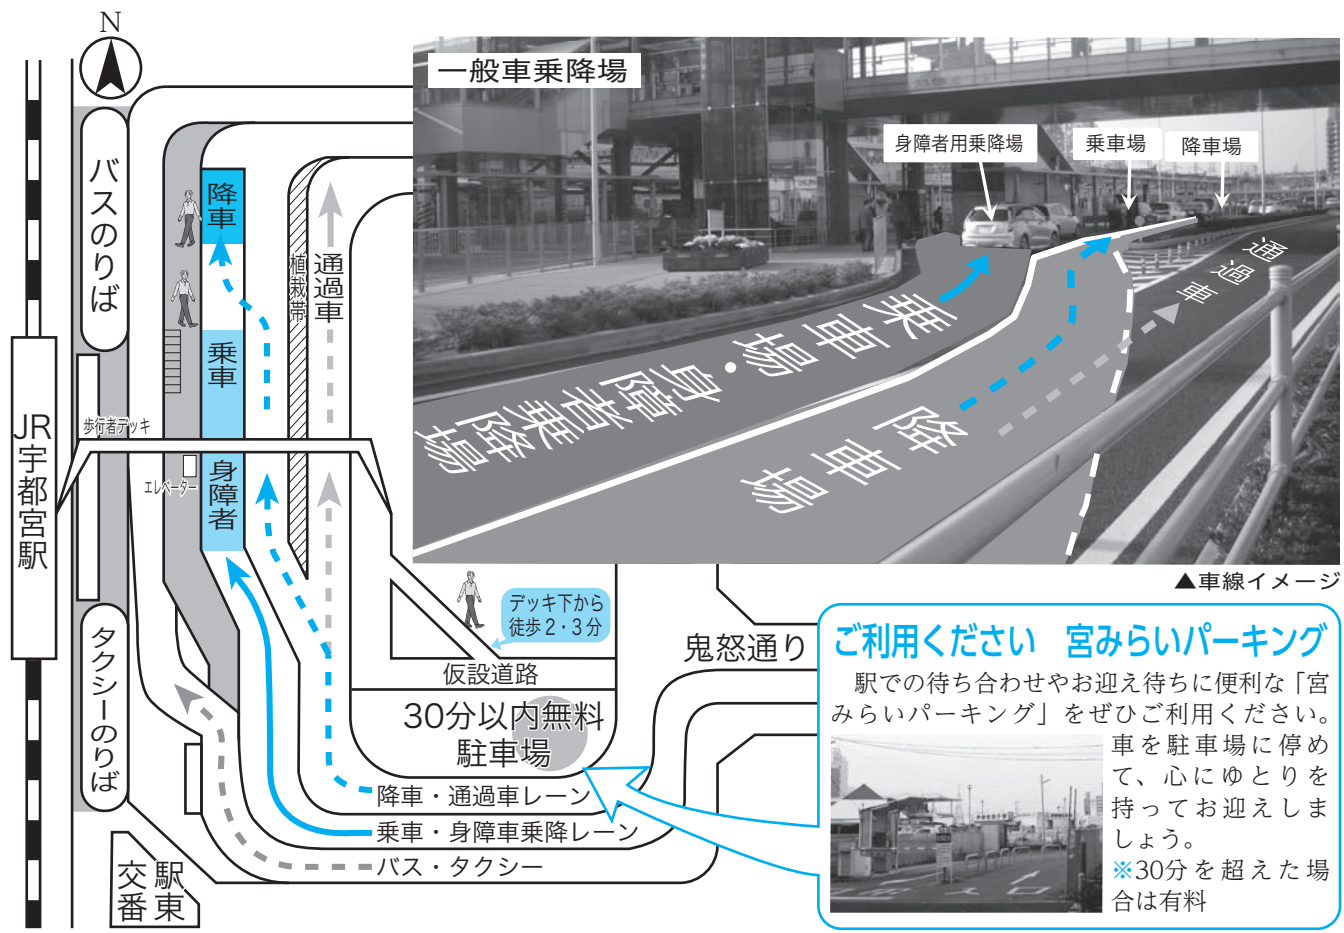 N
一般車乗降場
身障者用乗降場
乗車場
降車場
通過車
乗車場・身障者乗降場
降車場
▲車線イメージ
バスのりば
降車
植栽帯
通過車
乗車
歩行者デッキ
JR宇都宮駅
エレベーター
身障者
デッキ下から
徒歩2・3分
タクシーのりば
鬼怒通り
仮設道路
30分以内無料
駐車場
降車・通過車レーン
乗車・身障車乗降レーン
バス・タクシー
駅東
交番
ご利用ください　宮みらいパーキング
駅での待ち合わせやお迎え待ちに便利な「宮
みらいパーキング」をぜひご利用ください。
車を駐車場に停め
て、心にゆとりを
持ってお迎えしま
しょう。
※30分を超えた場
合は有料